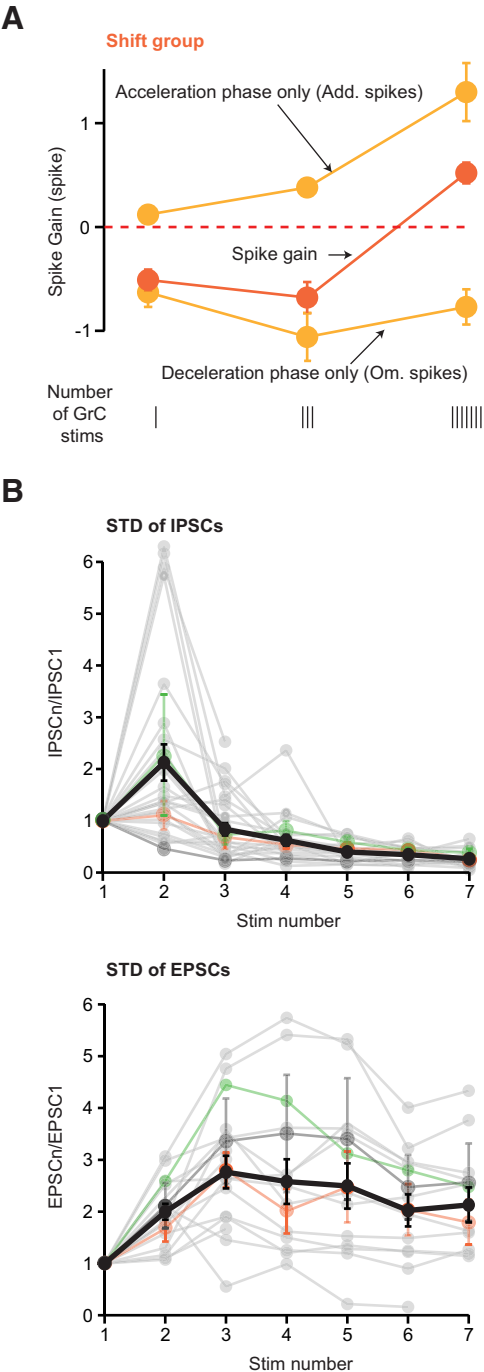 A
Shift group
Acceleration phase only (Add. spikes)
1
Spike Gain (spike)
0
Spike gain
-1
Deceleration phase only (Om. spikes)
Number
of GrC
stims
B
STD of IPSCs
6
5
4
IPSCn/IPSC1
3
2
1
0
1 2 3 4 5 6 7
Stim number
STD of EPSCs
6
5
4
EPSCn/EPSC1
3
2
1
0
1 2 3 4 5 6 7
Stim number